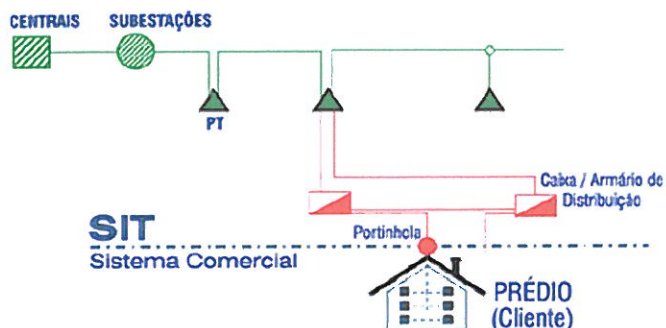 CENTRAIS
SUBESTAÇÕES
PT
Caixa / Armário de
Distribuição
SIT
Portinhola
Sistema Comercial
PRÉDIO
(Cliente)